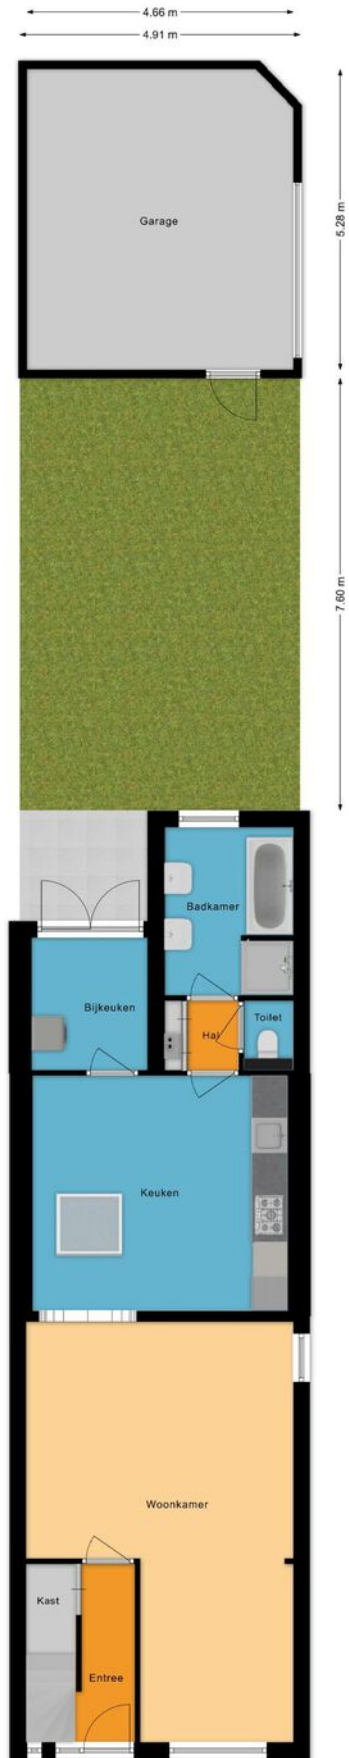 4.66 m
4.91 m
Garage
5.28 m
7.60 m
Badkamer
Bijkeuken
Toilet
Hal
Keuken
Woonkamer
Kast
Entree